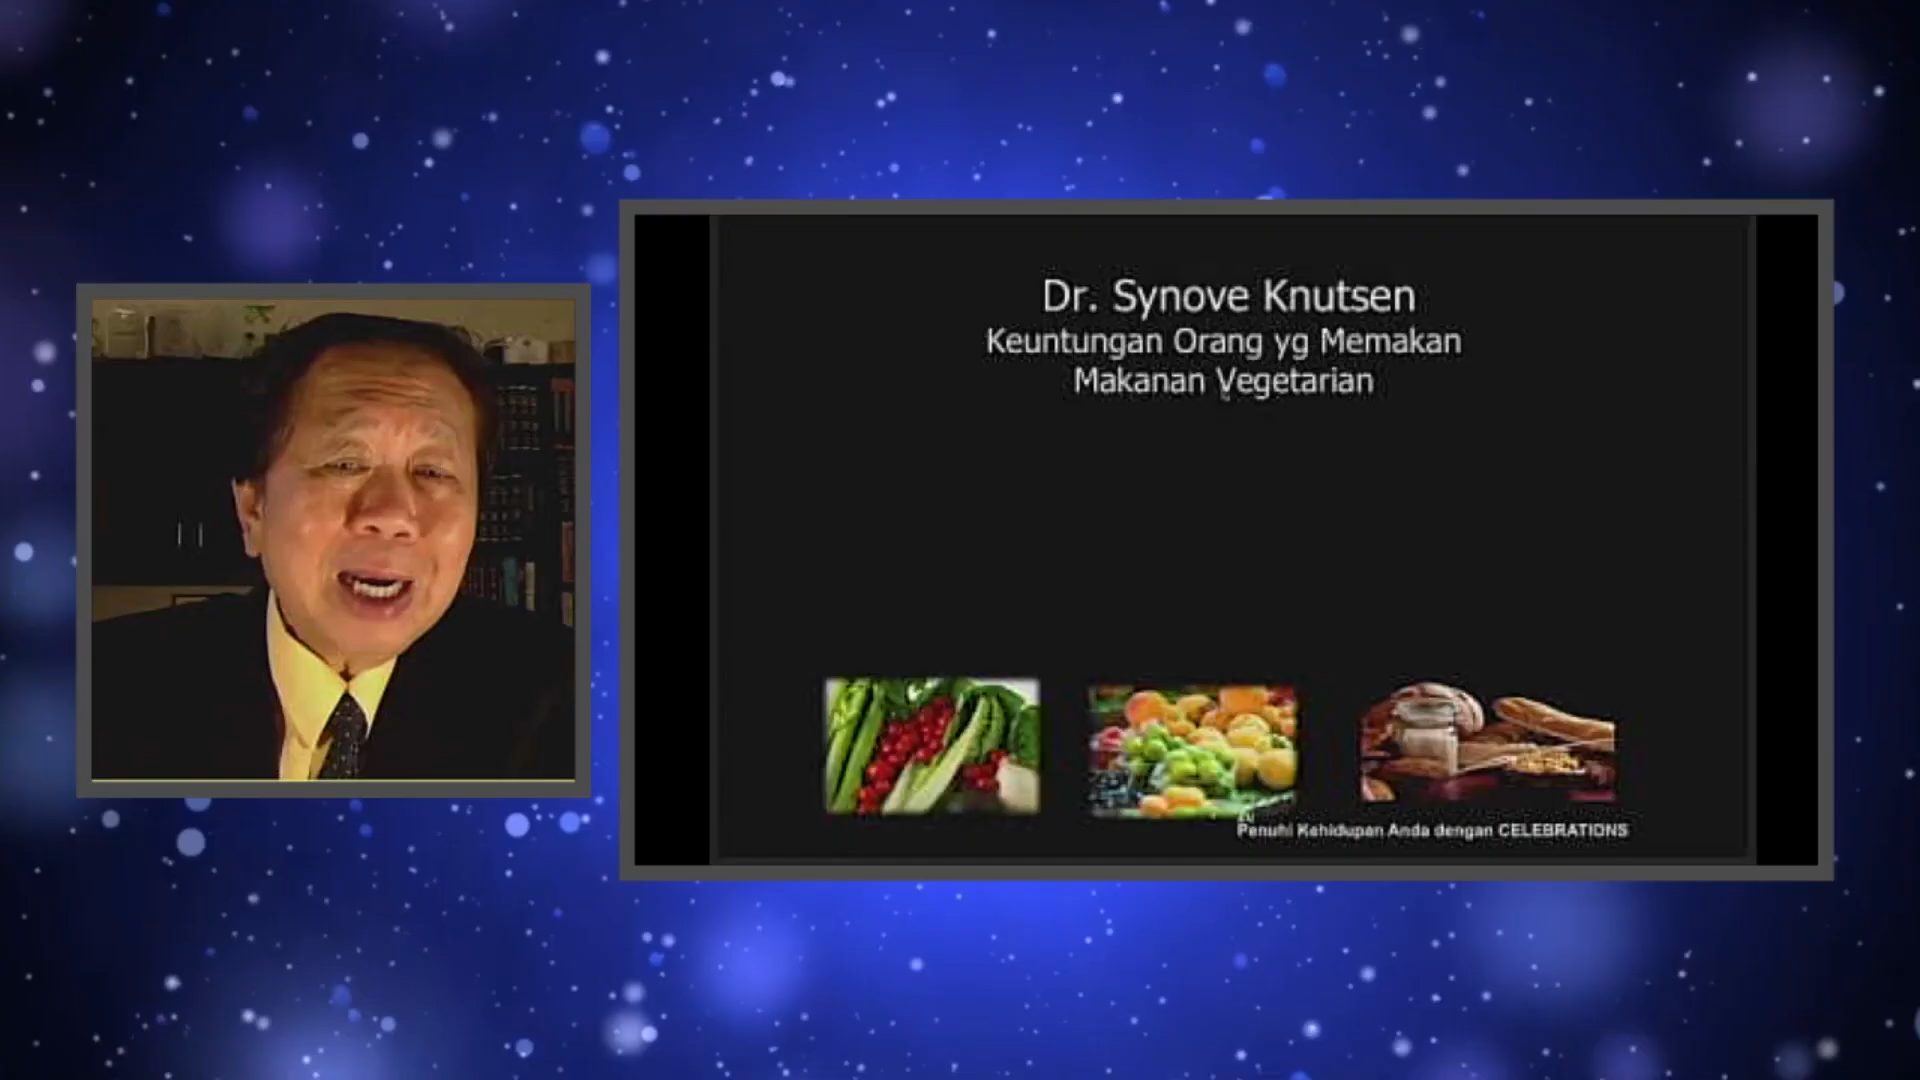 Dr. Synove Knutsen
Keuntungan Orang yg Memakan
Makanan Vegetarian
Penuhi Kehidupan Anda dengan CELEBRATIONS